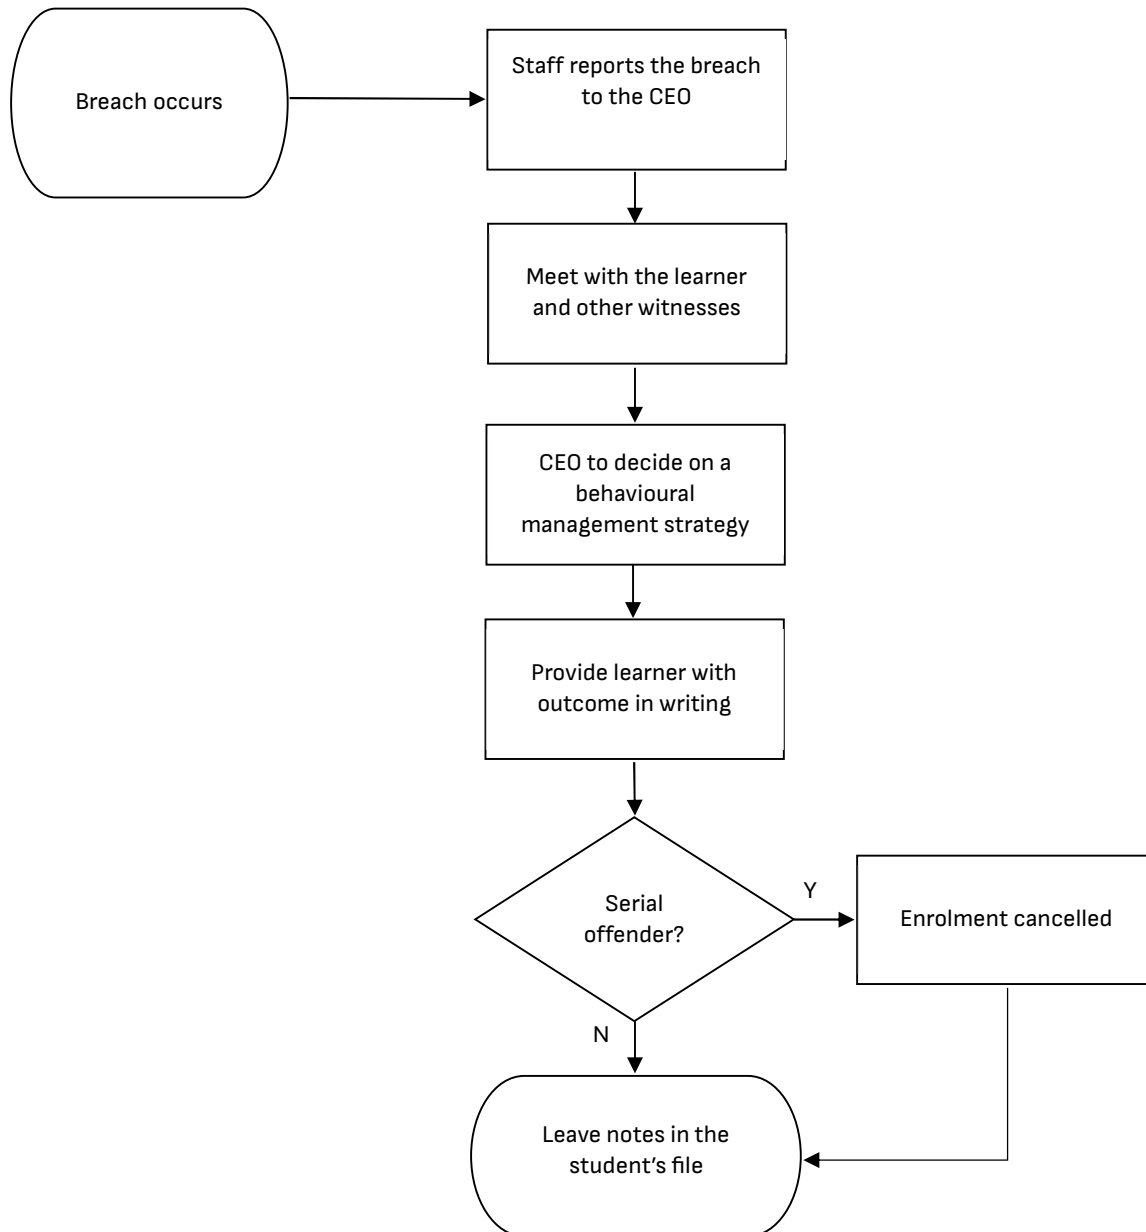 Breach occurs
Staff reports the breach
to the CEO
Meet with the learner
and other witnesses
CEO to decide on a
behavioural
management strategy
Provide learner with
outcome in writing
Serial
offender?
Y
Enrolment cancelled
N
Leave notes in the
student’s file